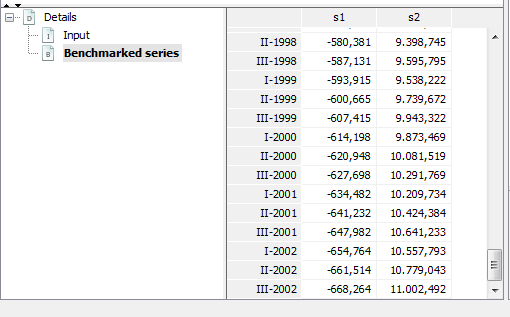 Details
Input
Benchmarked series
s1 s2
II-1998 -580,381 9.398,745
III-1998 -587,131 9.595,795
I-1999 -593,915 9.538,222
II-1999 -600,665 9.739,672
III-1999 -607,415 9.943,322
I-2000 -614,198 9.873,469
II-2000 -620,948 10.081,519
III-2000 -627,698 10.291,769
I-2001 -634,482 10.209,734
II-2001 -641,232 10.424,384
III-2001 -647,982 10.641,233
I-2002 -654,764 10.557,793
II-2002 -661,514 10.779,043
III-2002 -668,264 11.002,492